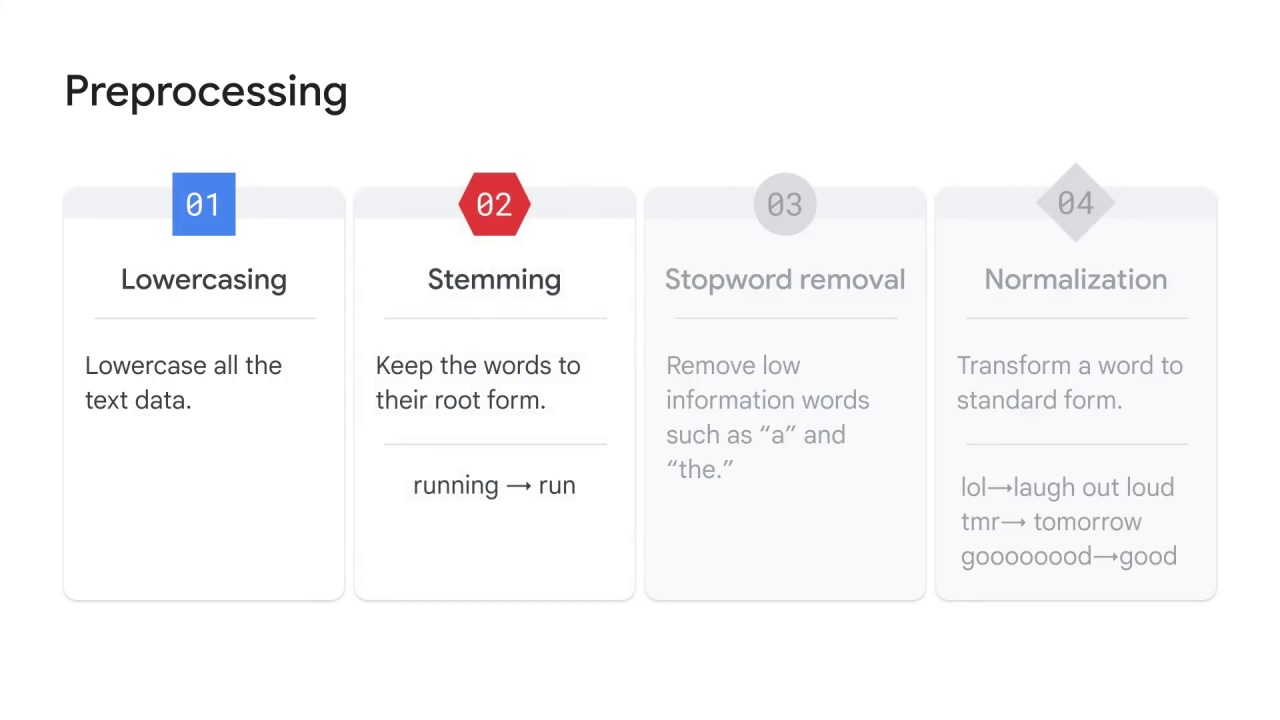 Preprocessing
01
Lowercasing
Lowercase all the
text data.
02
Stemming
Keep the words to
their root form.
running → run
03
Stopword removal
Remove low
information words
such as “a” and
“the.”
04
Normalization
Transform a word to
standard form.
lol→laugh out loud
tmr→ tomorrow
goooooood→good